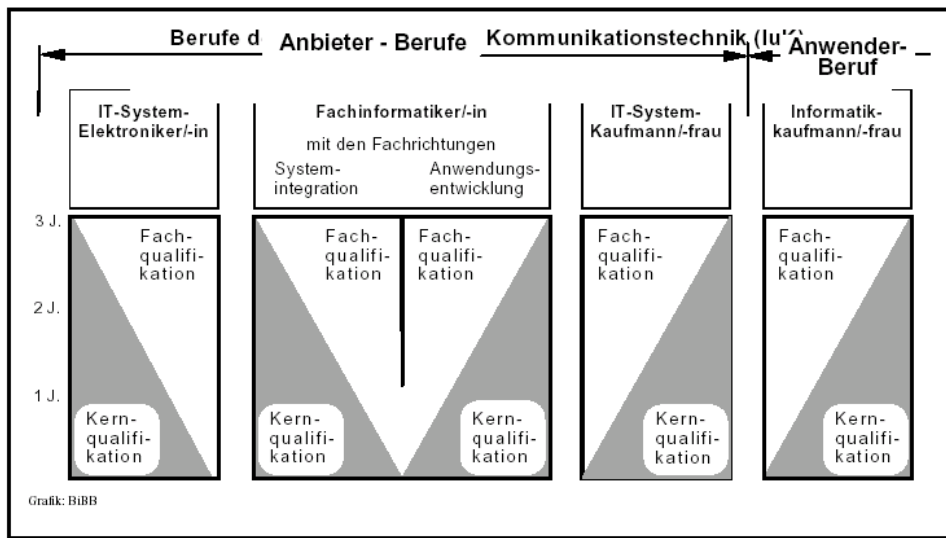 Berufe d
Anbieter - Berufe
Kommunikationstechnik (IuK)
Anwender-
Beruf
IT-System-
Elektroniker/-in
Fachinformatiker/-in
mit den Fachrichtungen
System-
integration
Anwendungs-
entwicklung
IT-System-
Kaufmann/-frau
Informatik-
kaufmann/-frau
3 J.
2 J.
1 J.
Fach-
qualifi-
kation
Kern-
qualifi-
kation
Fach-
qualifi-
kation
Fach-
qualifi-
kation
Kern-
qualifi-
kation
Kern-
qualifi-
kation
Fach-
qualifi-
kation
Kern-
qualifi-
kation
Fach-
qualifi-
kation
Kern-
qualifi-
kation
Grafik: BiBB